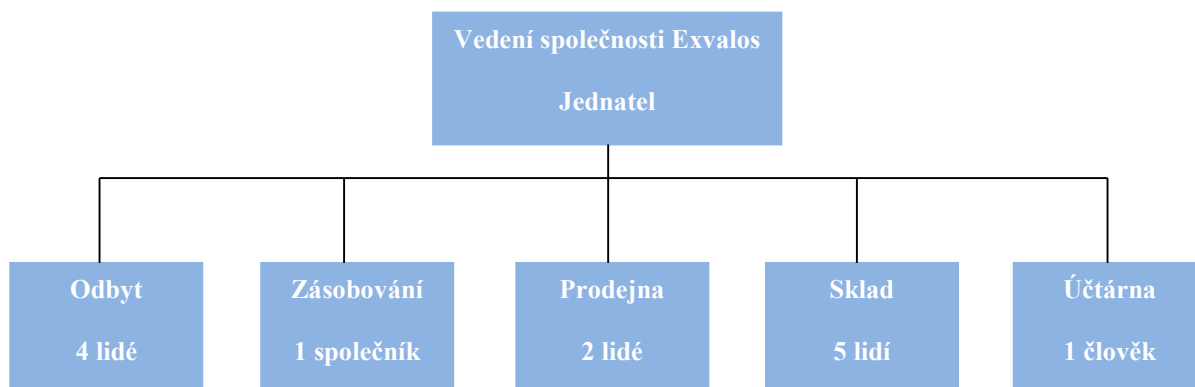 Vedení společnosti Exvalos
Jednatel
Odbyt
4 lidé
Zásobování
1 společník
Prodejna
2 lidé
Sklad
5 lidí
Účtárna
1 člověk